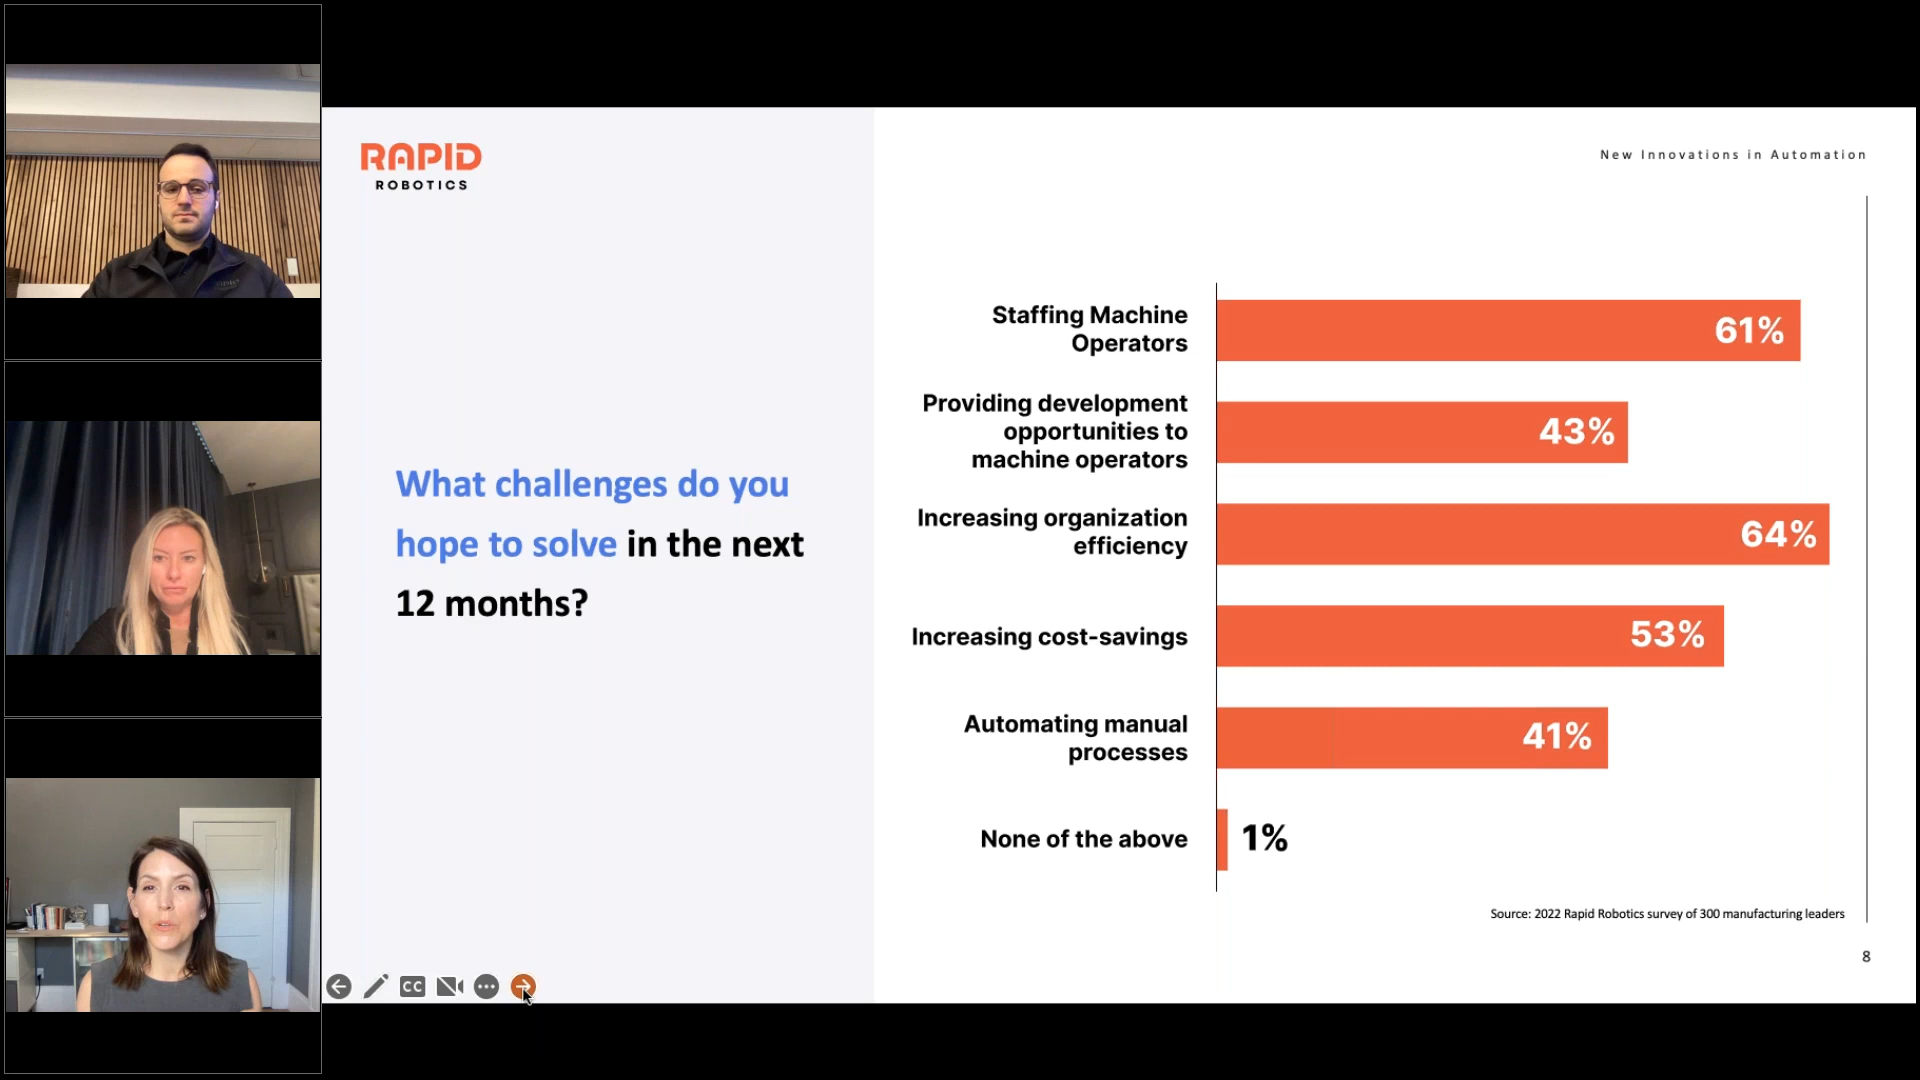 RAPID
ROBOTICS
New Innovations in Automation
What challenges do you
hope to solve in the next
12 months?
Staffing Machine
Operators
61%
Providing development
opportunities to
machine operators
43%
Increasing organization
efficiency
64%
Increasing cost-savings
53%
Automating manual
processes
41%
None of the above
1%
Source: 2022 Rapid Robotics survey of 300 manufacturing leaders
8
CC